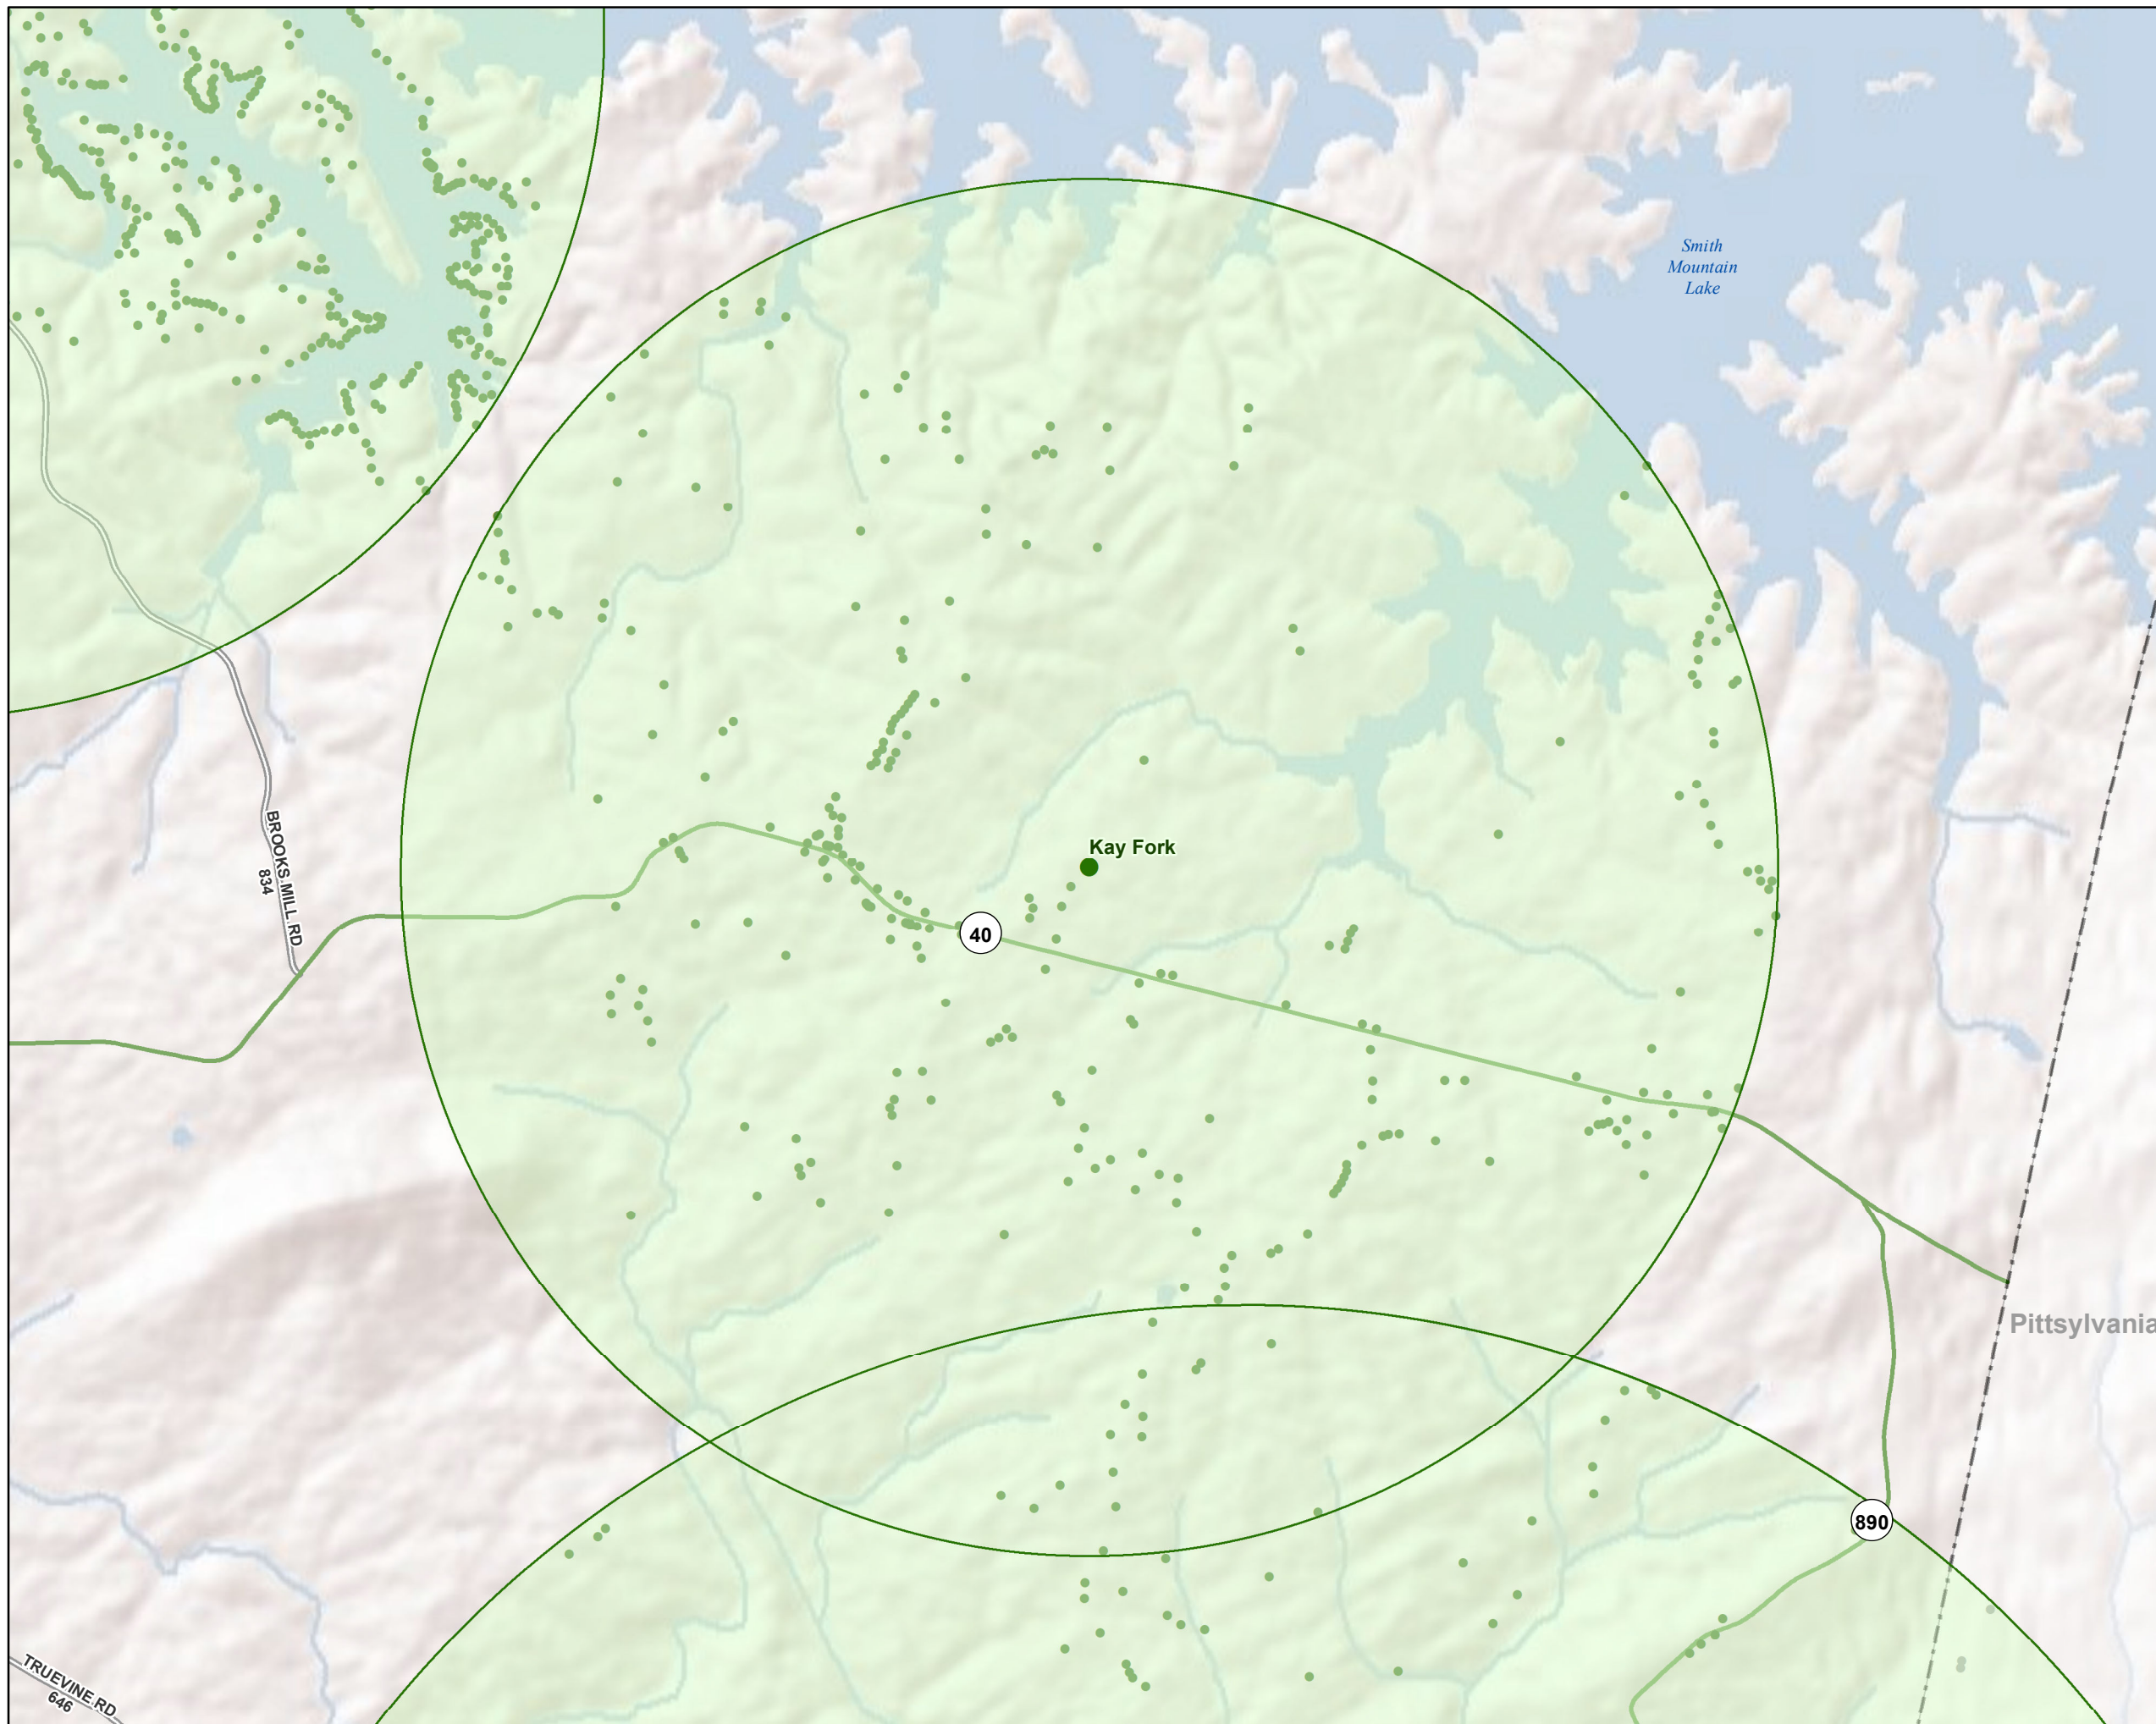 Smith
Mountain
Lake
BROOKS MILL RD
834
Kay Fork
40
Pittsylvania
890
TRUEVINE RD
646